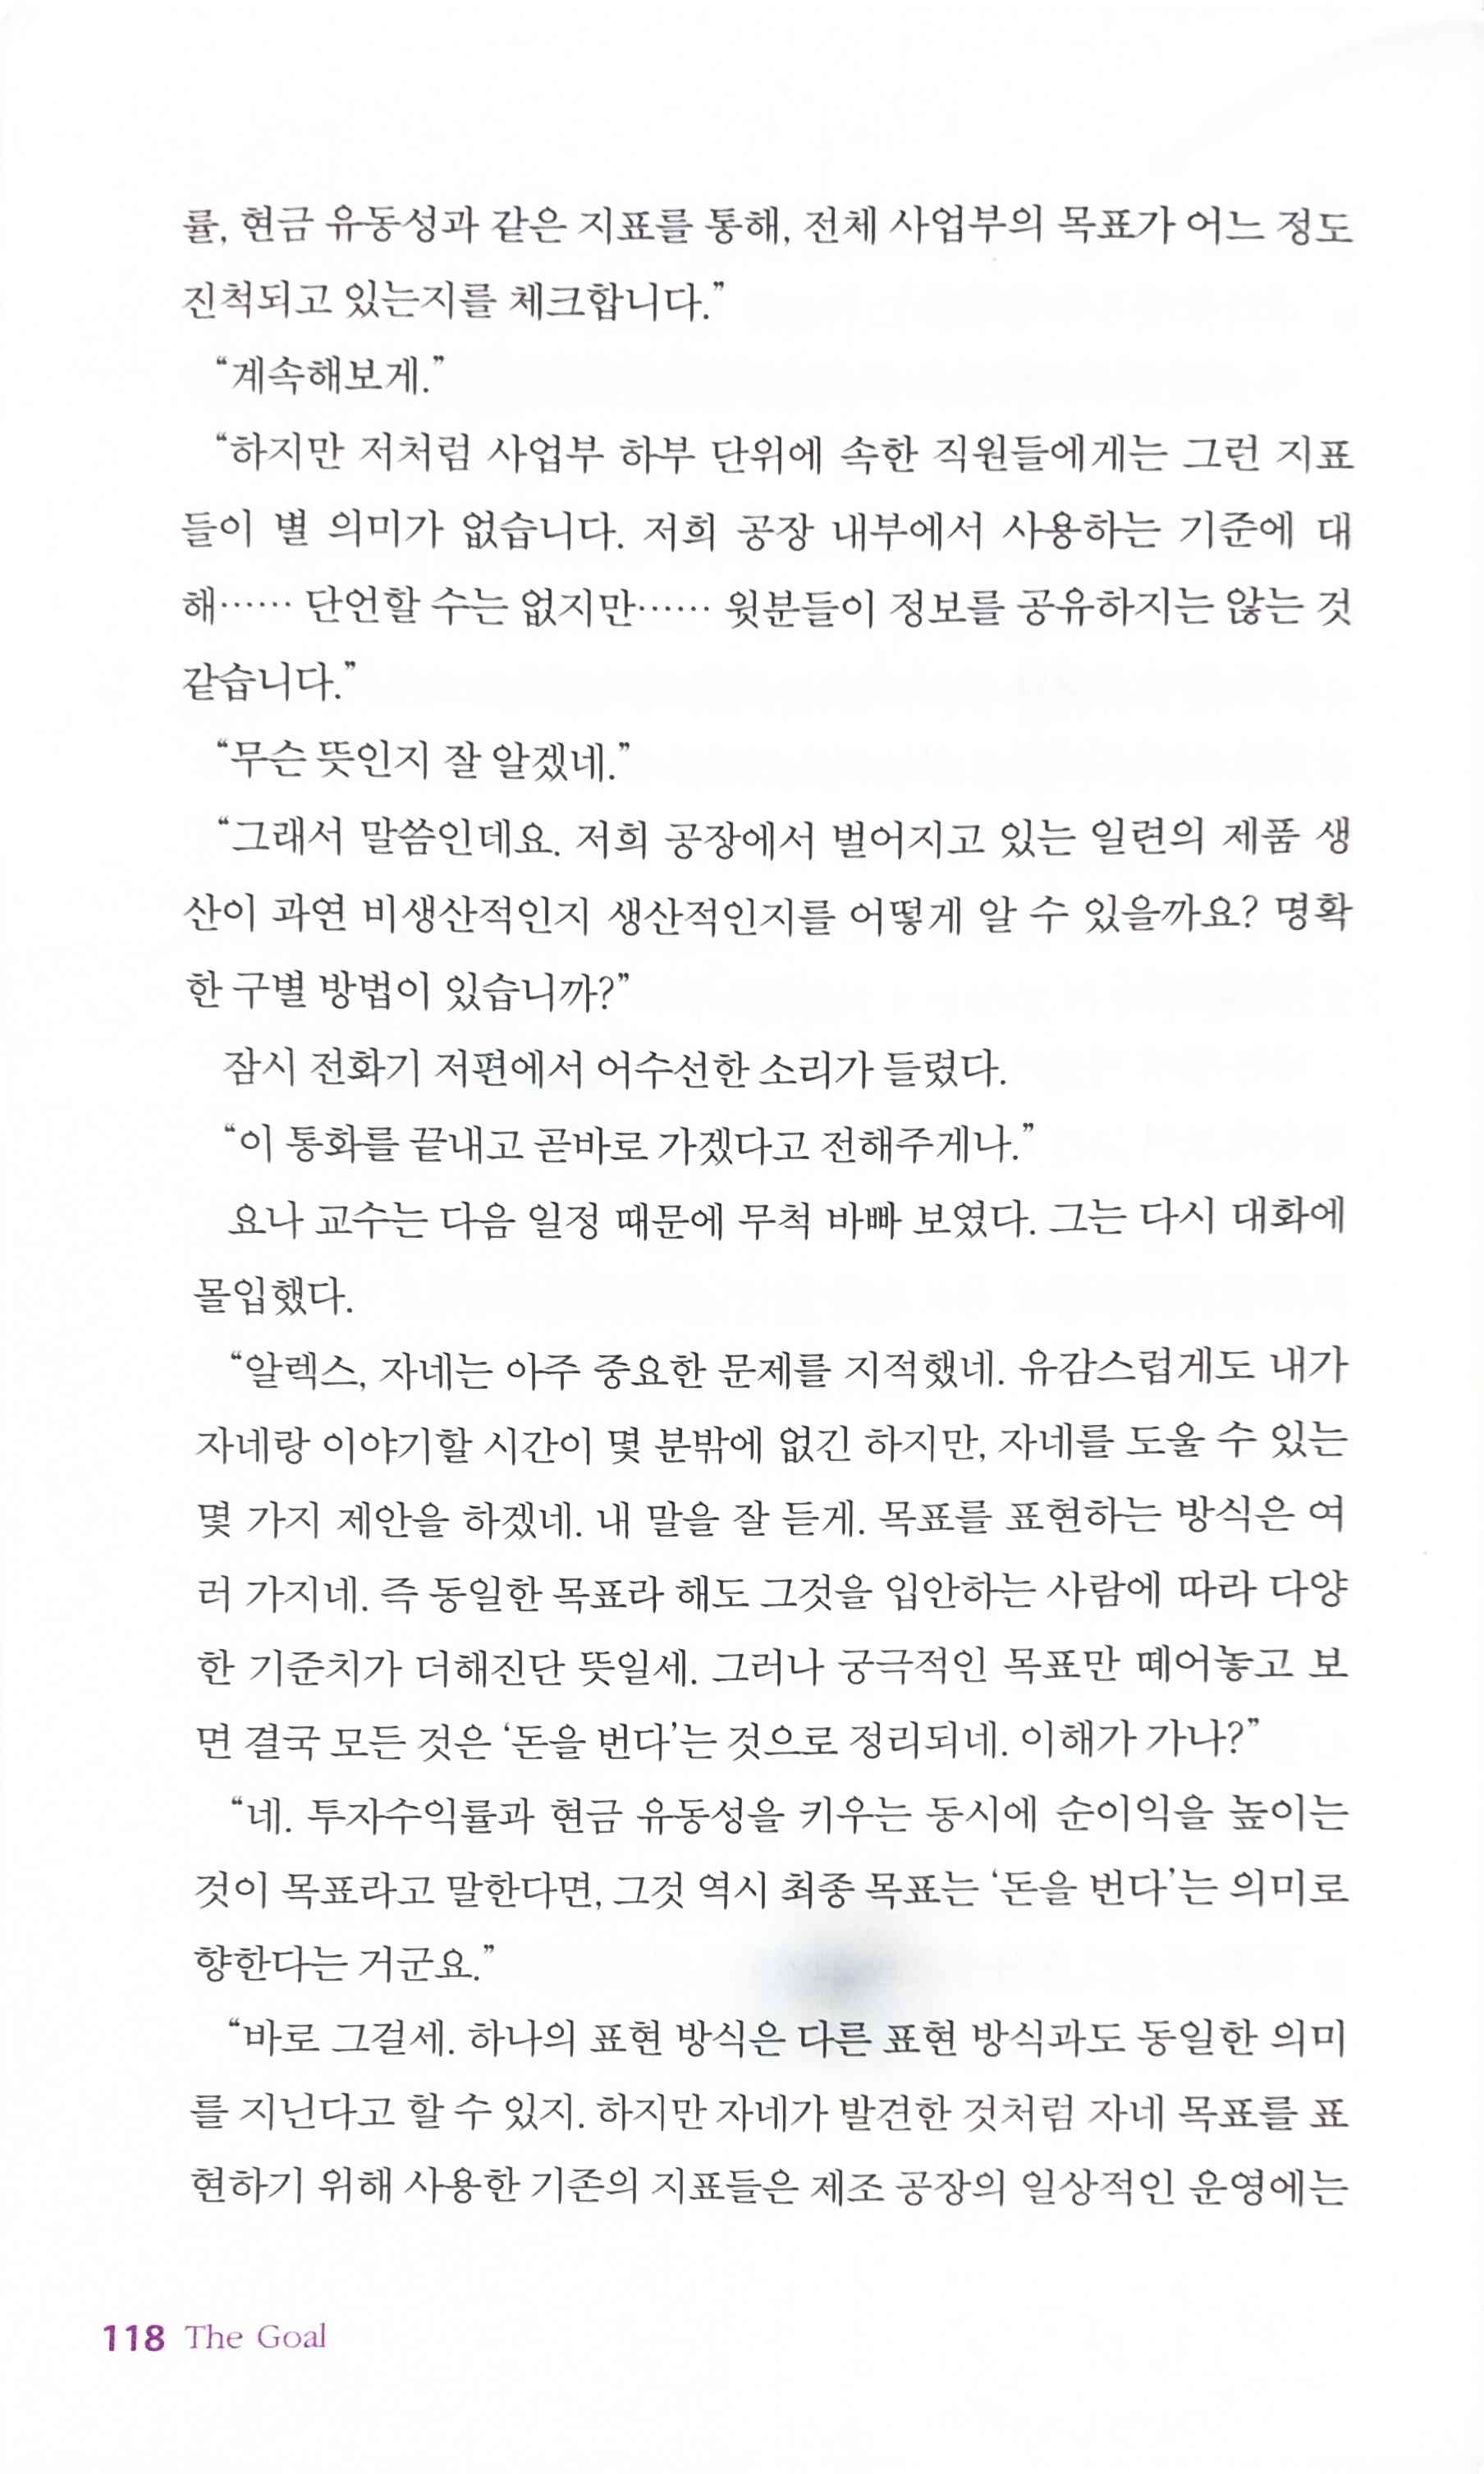 률, 현금 유동성과 같은 지표를 통해, 전체 사업부의 목표가 어느 정도
진척되고 있는지를 체크합니다.”
“계속해보게.”
“하지만 저처럼 사업부 하부 단위에 속한 직원들에게는 그런 지표
들이 별 의미가 없습니다. 저희 공장 내부에서 사용하는 기준에 대
해…… 단언할 수는 없지만…… 윗분들이 정보를 공유하지는 않는 것
같습니다.”
“무슨 뜻인지 잘 알겠네.”
“그래서 말씀인데요. 저희 공장에서 벌어지고 있는 일련의 제품 생
산이 과연 비생산적인지 생산적인지를 어떻게 알 수 있을까요? 명확
한 구별 방법이 있습니까?”
잠시 전화기 저편에서 어수선한 소리가 들렸다.
“이 통화를 끝내고 곧바로 가겠다고 전해주게나.”
요나 교수는 다음 일정 때문에 무척 바빠 보였다. 그는 다시 대화에
몰입했다.
“알렉스, 자네는 아주 중요한 문제를 지적했네. 유감스럽게도 내가
자네랑 이야기할 시간이 몇 분밖에 없긴 하지만, 자네를 도울 수 있는
몇 가지 제안을 하겠네. 내 말을 잘 듣게. 목표를 표현하는 방식은 여
러 가지네. 즉 동일한 목표라 해도 그것을 입안하는 사람에 따라 다양
한 기준치가 더해진단 뜻일세. 그러나 궁극적인 목표만 떼어놓고 보
면 결국 모든 것은 ‘돈을 번다’는 것으로 정리되네. 이해가 가나?”
“네. 투자수익률과 현금 유동성을 키우는 동시에 순이익을 높이는
것이 목표라고 말한다면, 그것 역시 최종 목표는 ‘돈을 번다’는 의미로
향한다는 거군요.”
“바로 그걸세. 하나의 표현 방식은 다른 표현 방식과도 동일한 의미
를 지닌다고 할 수 있지. 하지만 자네가 발견한 것처럼 자네 목표를 표
현하기 위해 사용한 기존의 지표들은 제조 공장의 일상적인 운영에는
118 The Goal